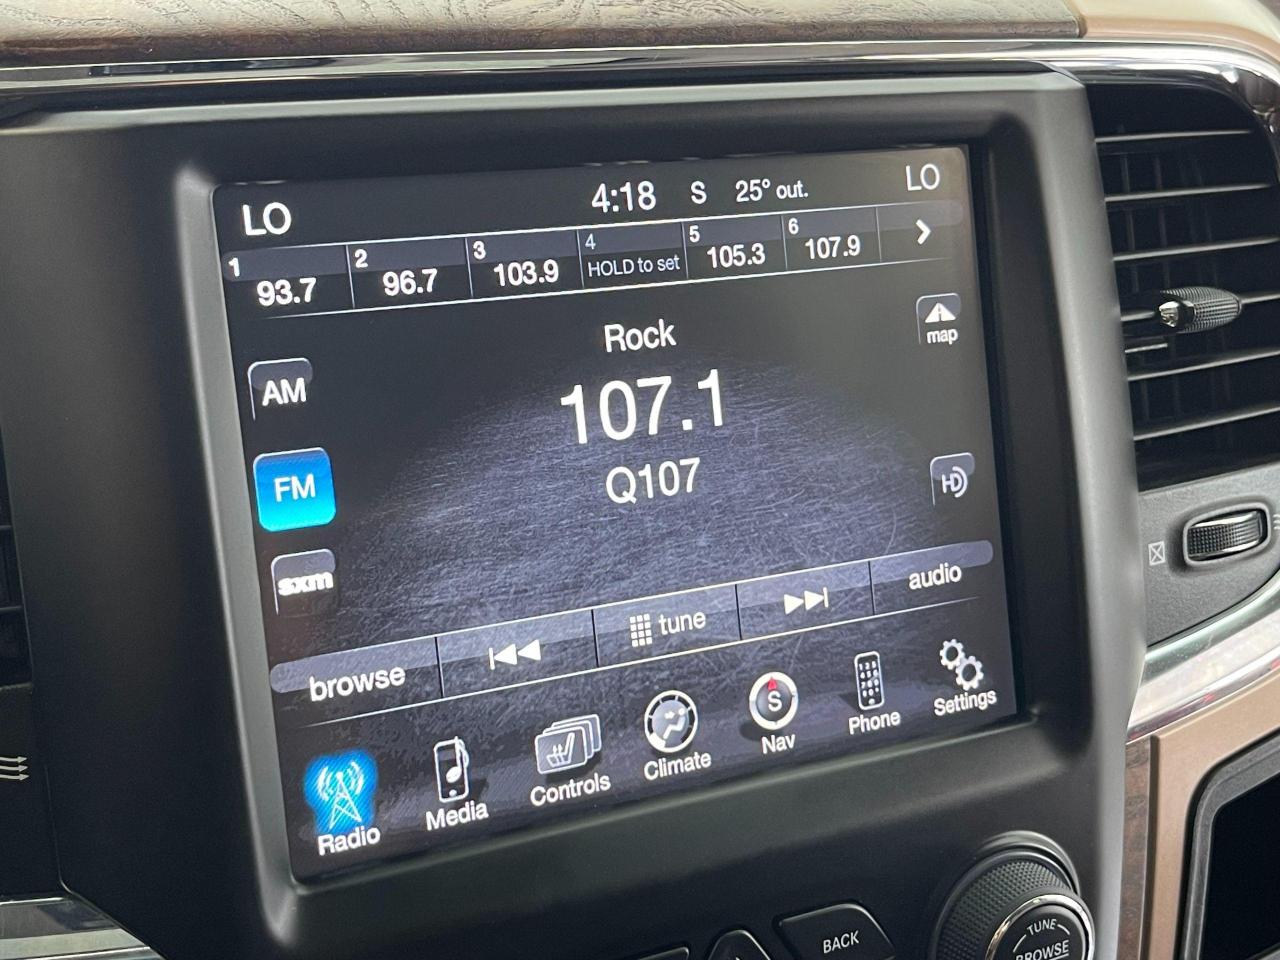 LO 4:18 S 25° out. LO
1 93.7 2 96.7 3 103.9 4 HOLD to set 5 105.3 6 107.9
Rock
map
AM
107.1
FM
Q107
HD
sxm
browse tune audio
Radio Media Controls Climate Nav Phone Settings
S
BACK
TUNE
BROWSE